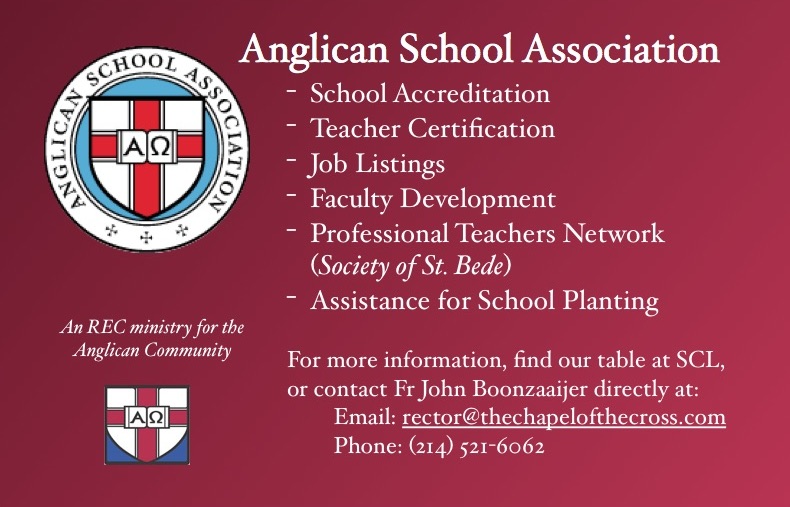 Anglican School Association
ANGLICAN SCHOOL ASSOCIATION
ΑΩ
- School Accreditation
- Teacher Certification
- Job Listings
- Faculty Development
- Professional Teachers Network
(Society of St. Bede)
- Assistance for School Planting
An REC ministry for the
Anglican Community
ΑΩ
For more information, find our table at SCL,
or contact Fr John Boonzaaijer directly at:
Email: rector@thechapelofthecross.com
Phone: (214) 521-6062